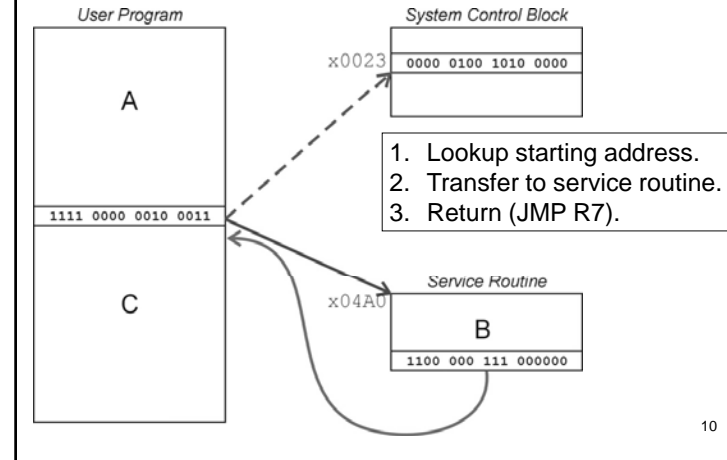 User Program
System Control Block
x0023
0000 0100 1010 0000
A
1. Lookup starting address.
2. Transfer to service routine.
3. Return (JMP R7).
1111 0000 0010 0011
Service Routine
x04A0
C
B
1100 000 111 000000
10